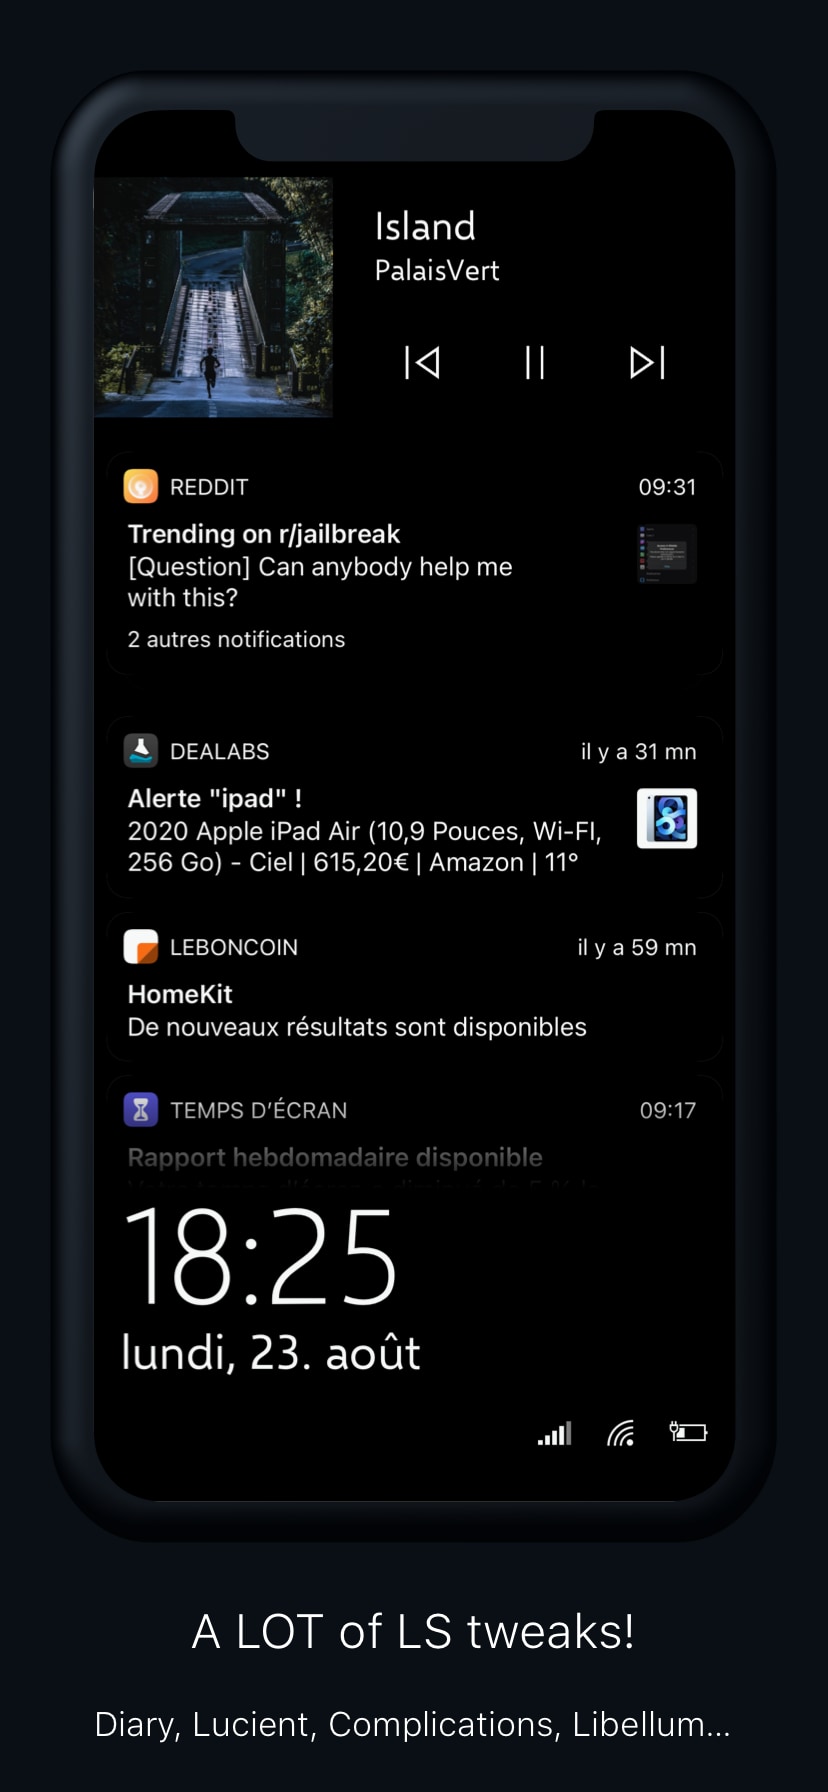 Island
PalaisVert
REDDIT 09:31
Trending on r/jailbreak
[Question] Can anybody help me
with this?
2 autres notifications
DEALABS il y a 31 mn
Alerte "ipad" !
2020 Apple iPad Air (10,9 Pouces, Wi-FI,
256 Go) - Ciel | 615,20€ | Amazon | 11°
LEBONCOIN il y a 59 mn
HomeKit
De nouveaux résultats sont disponibles
TEMPS D’ÉCRAN 09:17
Rapport hebdomadaire disponible
18:25
lundi, 23. août
A LOT of LS tweaks!
Diary, Lucient, Complications, Libellum...